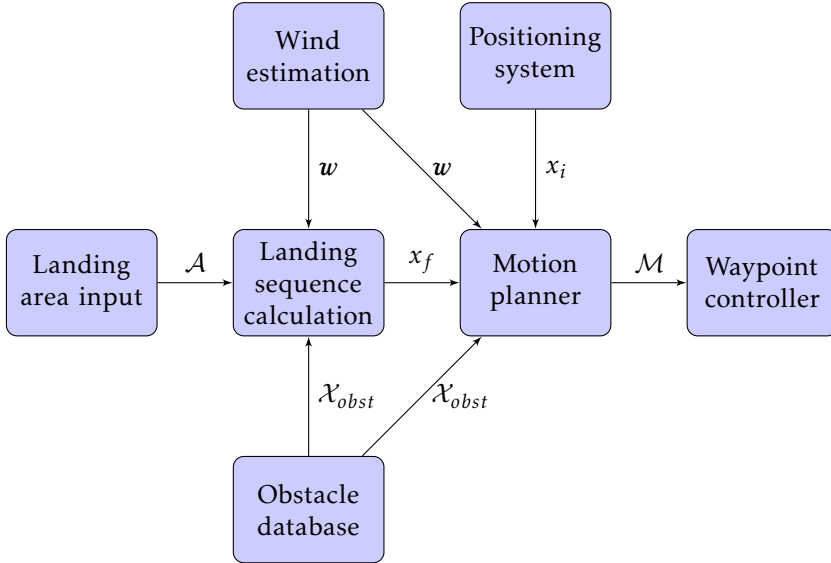 Wind
estimation
Positioning
system
w
w
x_i
Landing
area input
𝒜
Landing
sequence
calculation
x_f
Motion
planner
ℳ
Waypoint
controller
𝒳_obst
𝒳_obst
Obstacle
database